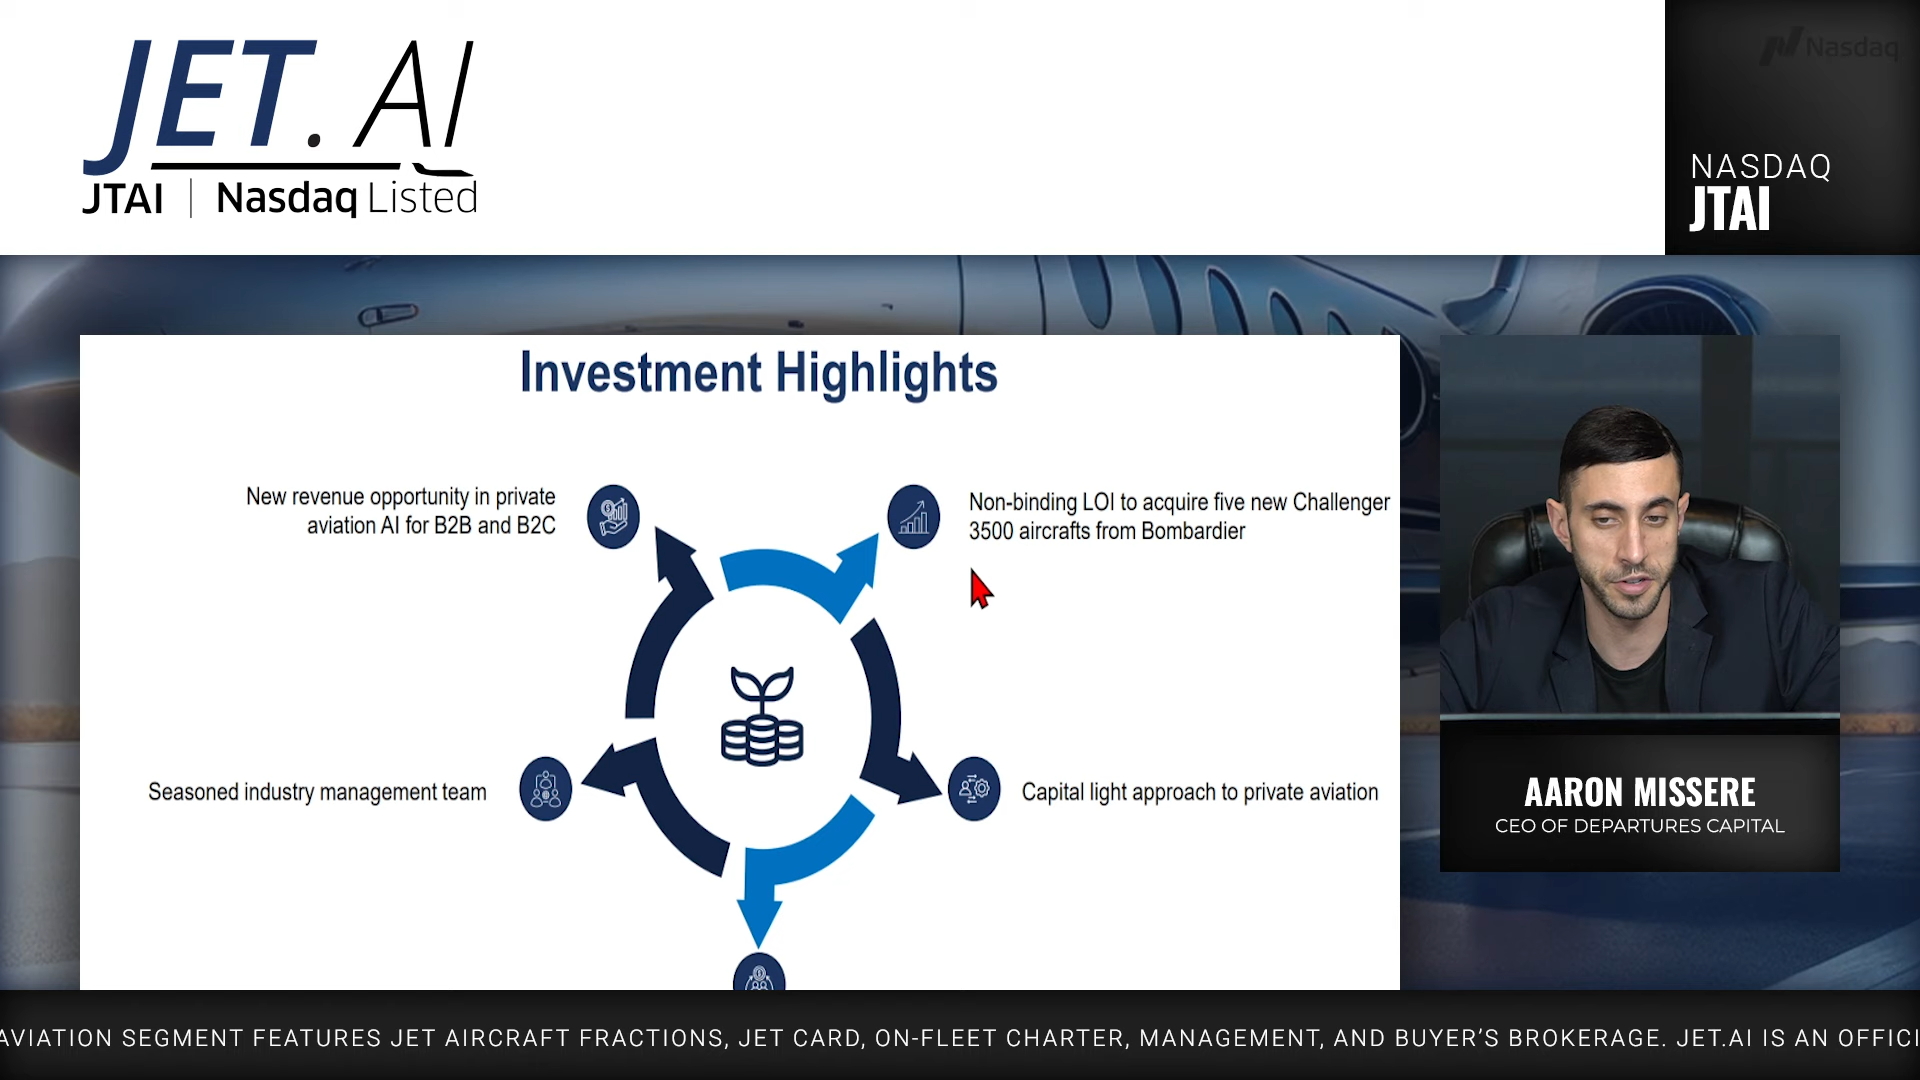 JET.AI
JTAI | Nasdaq Listed
Nasdaq
NASDAQ
JTAI
Investment Highlights
New revenue opportunity in private
aviation AI for B2B and B2C
Non-binding LOI to acquire five new Challenger
3500 aircrafts from Bombardier
Seasoned industry management team
Capital light approach to private aviation
AARON MISSERE
CEO OF DEPARTURES CAPITAL
AVIATION SEGMENT FEATURES JET AIRCRAFT FRACTIONS, JET CARD, ON-FLEET CHARTER, MANAGEMENT, AND BUYER’S BROKERAGE. JET.AI IS AN OFFICI